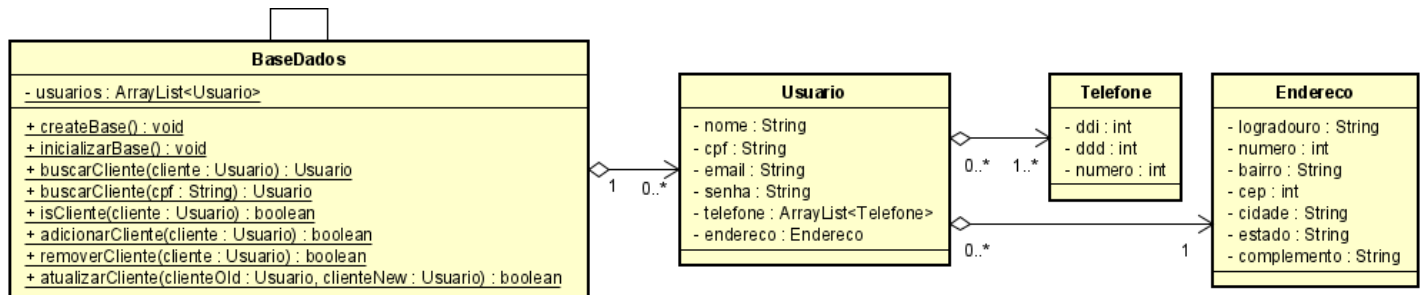 BaseDados
- usuarios : ArrayList<Usuario>
+ createBase() : void
+ inicializarBase() : void
+ buscarCliente(cliente : Usuario) : Usuario
+ buscarCliente(cpf : String) : Usuario
+ isCliente(cliente : Usuario) : boolean
+ adicionarCliente(cliente : Usuario) : boolean
+ removerCliente(cliente : Usuario) : boolean
+ atualizarCliente(clienteOld : Usuario, clienteNew : Usuario) : boolean
1
0..*
Usuario
- nome : String
- cpf : String
- email : String
- senha : String
- telefone : ArrayList<Telefone>
- endereco : Endereco
0..*
1..*
0..*
1
Telefone
- ddi : int
- ddd : int
- numero : int
Endereco
- logradouro : String
- numero : int
- bairro : String
- cep : int
- cidade : String
- estado : String
- complemento : String